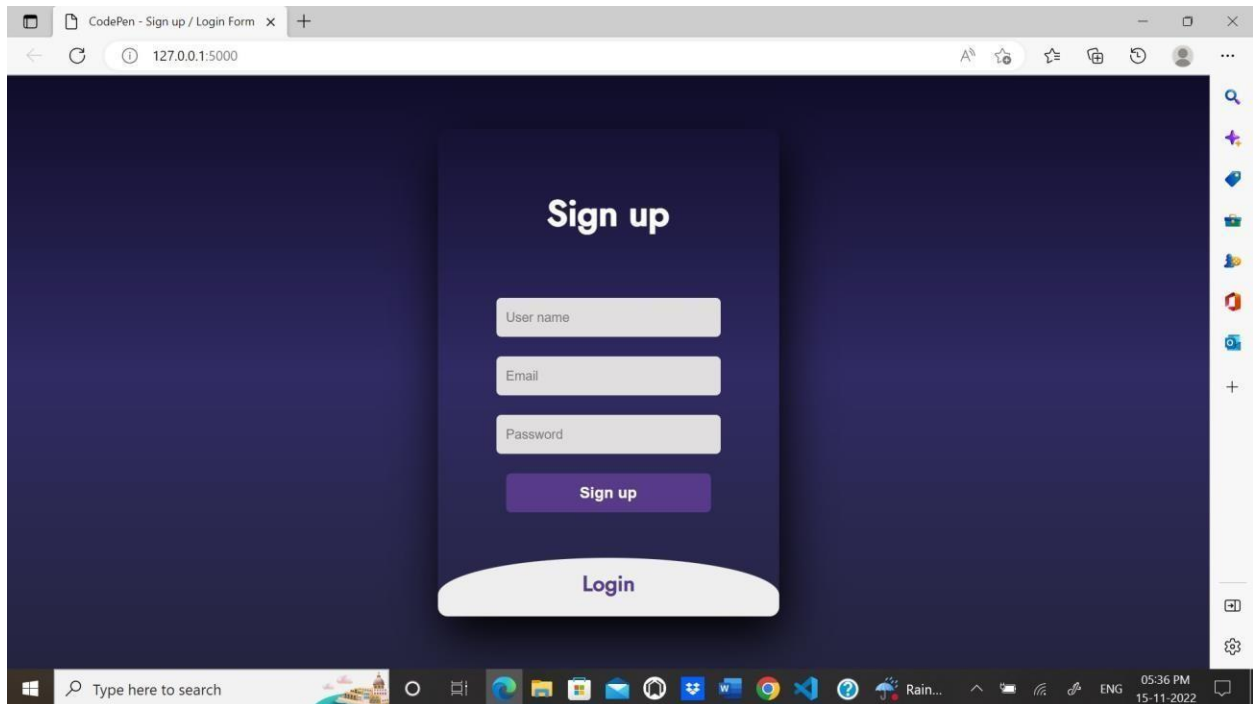 CodePen - Sign up / Login Form
127.0.0.1:5000
Sign up
User name
Email
Password
Sign up
Login
Type here to search
Rain...
ENG
05:36 PM
15-11-2022